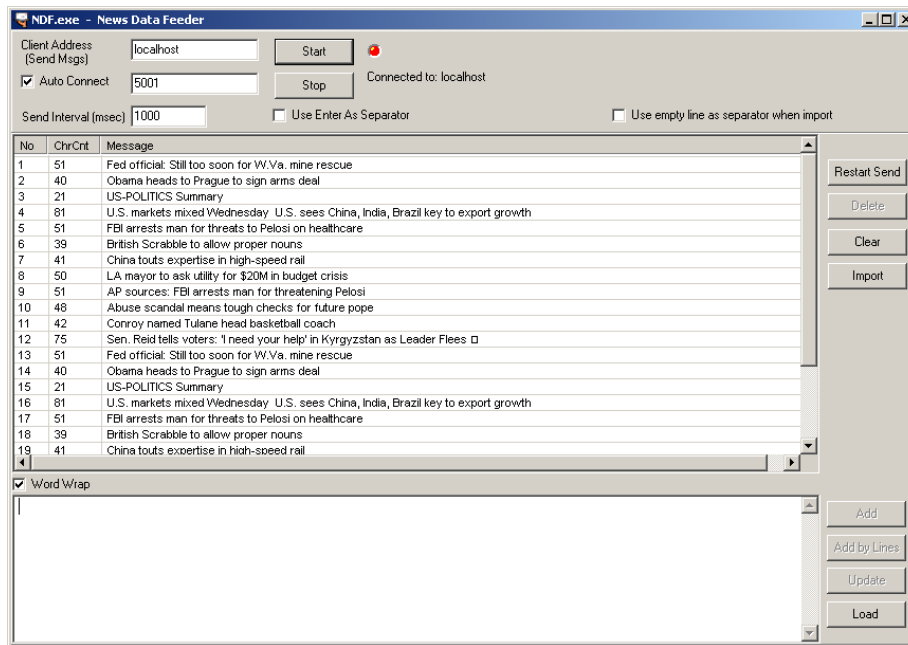 NDF.exe - News Data Feeder
Client Address
(Send Msgs)
localhost
Start
Auto Connect
5001
Stop
Connected to: localhost
Send Interval (msec)
1000
Use Enter As Separator
Use empty line as separator when import
No ChrCnt Message
1 51 Fed official: Still too soon for W.Va. mine rescue
2 40 Obama heads to Prague to sign arms deal
3 21 US-POLITICS Summary
4 81 U.S. markets mixed Wednesday U.S. sees China, India, Brazil key to export growth
5 51 FBI arrests man for threats to Pelosi on healthcare
6 39 British Scrabble to allow proper nouns
7 41 China touts expertise in high-speed rail
8 50 LA mayor to ask utility for $20M in budget crisis
9 51 AP sources: FBI arrests man for threatening Pelosi
10 48 Abuse scandal means tough checks for future pope
11 42 Conroy named Tulane head basketball coach
12 75 Sen. Reid tells voters: 'I need your help' in Kyrgyzstan as Leader Flees □
13 51 Fed official: Still too soon for W.Va. mine rescue
14 40 Obama heads to Prague to sign arms deal
15 21 US-POLITICS Summary
16 81 U.S. markets mixed Wednesday U.S. sees China, India, Brazil key to export growth
17 51 FBI arrests man for threats to Pelosi on healthcare
18 39 British Scrabble to allow proper nouns
19 41 China touts expertise in high-speed rail
Restart Send
Delete
Clear
Import
Word Wrap
Add
Add by Lines
Update
Load